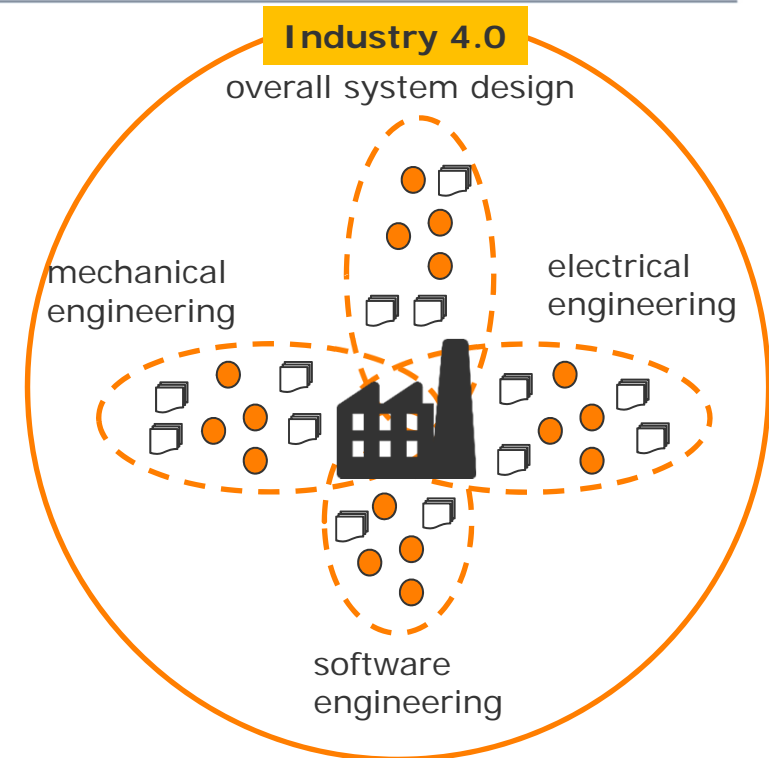 Industry 4.0
overall system design
mechanical
engineering
electrical
engineering
software
engineering